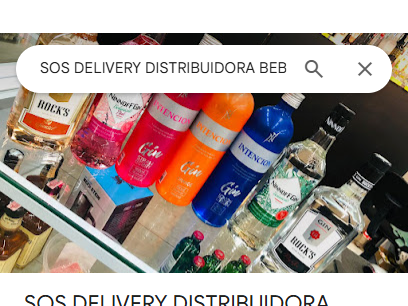 SOS DELIVERY DISTRIBUIDORA BEB
ROCK'S
INTENCION
Gin
INTENCION
Gin
INTENCION
Gin
GIN
ROCK'S
SOS DELIVERY DISTRIBUIDORA